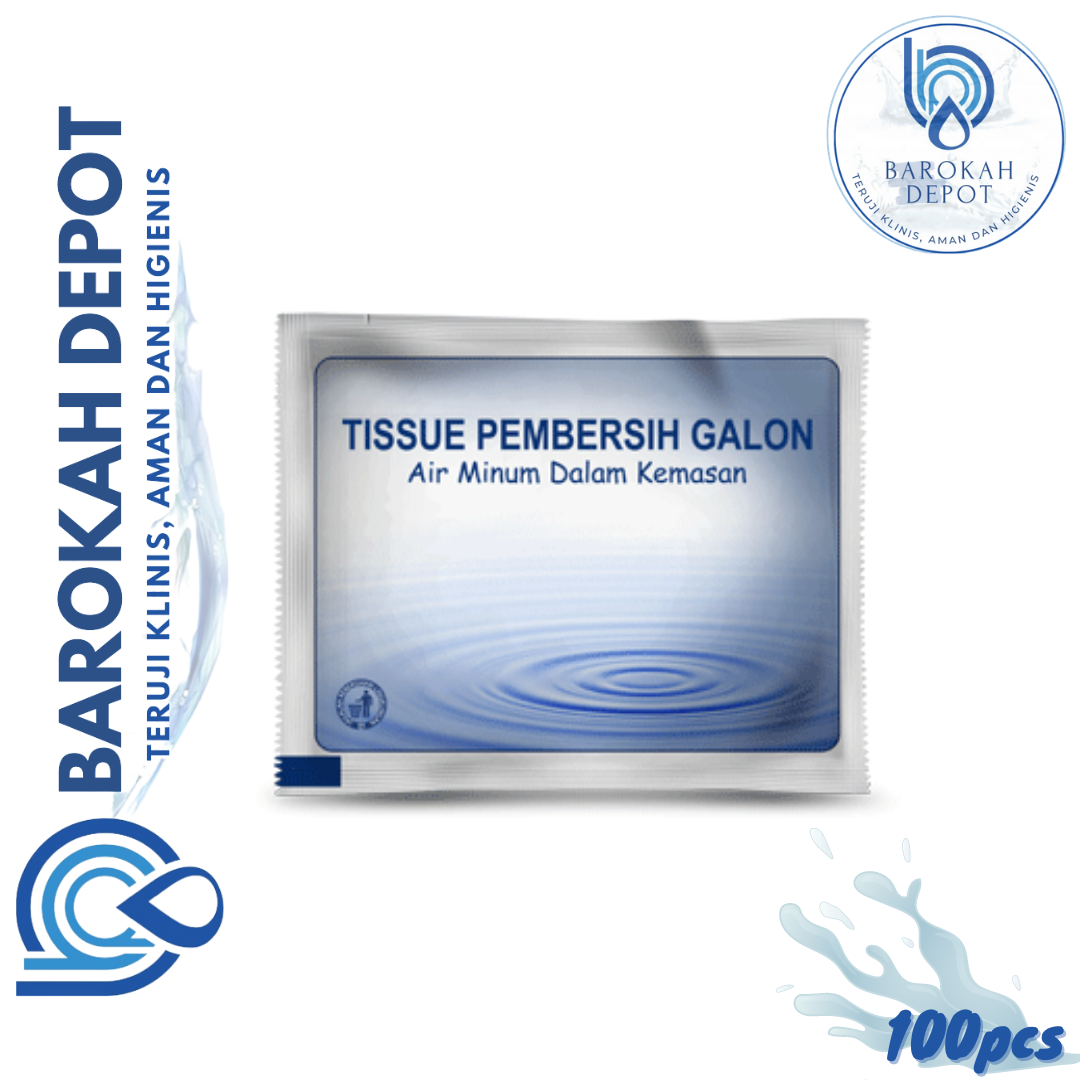 BAROKAH DEPOT
TERUJI KLINIS, AMAN DAN HIGIENIS
BAROKAH
DEPOT
TERUJI KLINIS, AMAN DAN HIGIENIS
TISSUE PEMBERSIH GALON
Air Minum Dalam Kemasan
100pcs